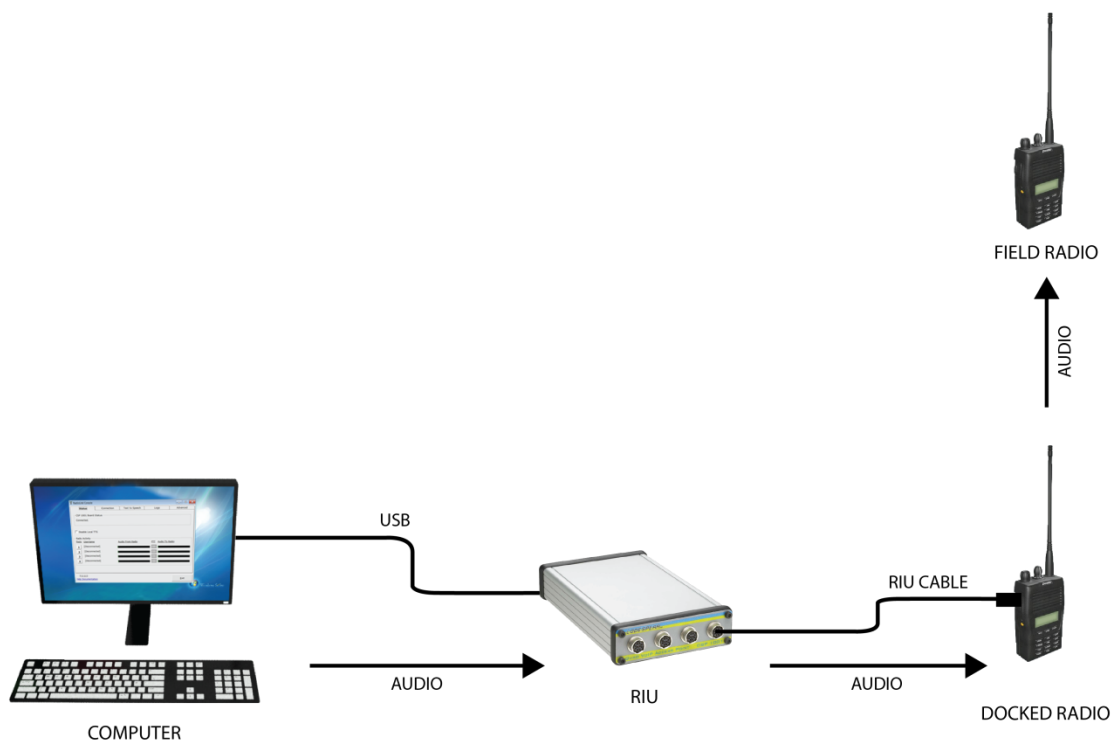 FIELD RADIO
AUDIO
USB
RIU CABLE
AUDIO
RIU
AUDIO
DOCKED RADIO
COMPUTER